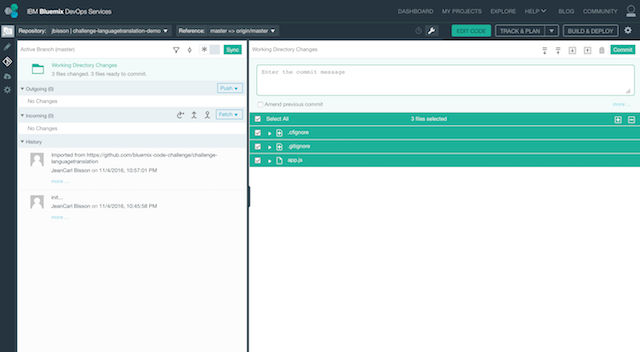 IBM Bluemix DevOps Services
DASHBOARD MY PROJECTS EXPLORE HELP BLOG COMMUNITY
Repository: jbisson | challenge-languagetranslation-demo
Reference: master => origin/master
EDIT CODE
TRACK & PLAN
BUILD & DEPLOY
Active Branch (master)
Sync
Working Directory Changes
3 files changed. 3 files ready to commit.
Outgoing (0)
Push
No Changes
Incoming (0)
Fetch
No Changes
History
Imported from https://github.com/bluemix-code-challenge/challenge-
languagetranslation
JeanCarl Bisson on 11/4/2016, 10:57:01 PM
more ...
init...
JeanCarl Bisson on 11/4/2016, 10:45:58 PM
more ...
Working Directory Changes
Commit
Enter the commit message
Amend previous commit
more ...
Select All
3 files selected
.cfignore
.gitignore
app.js